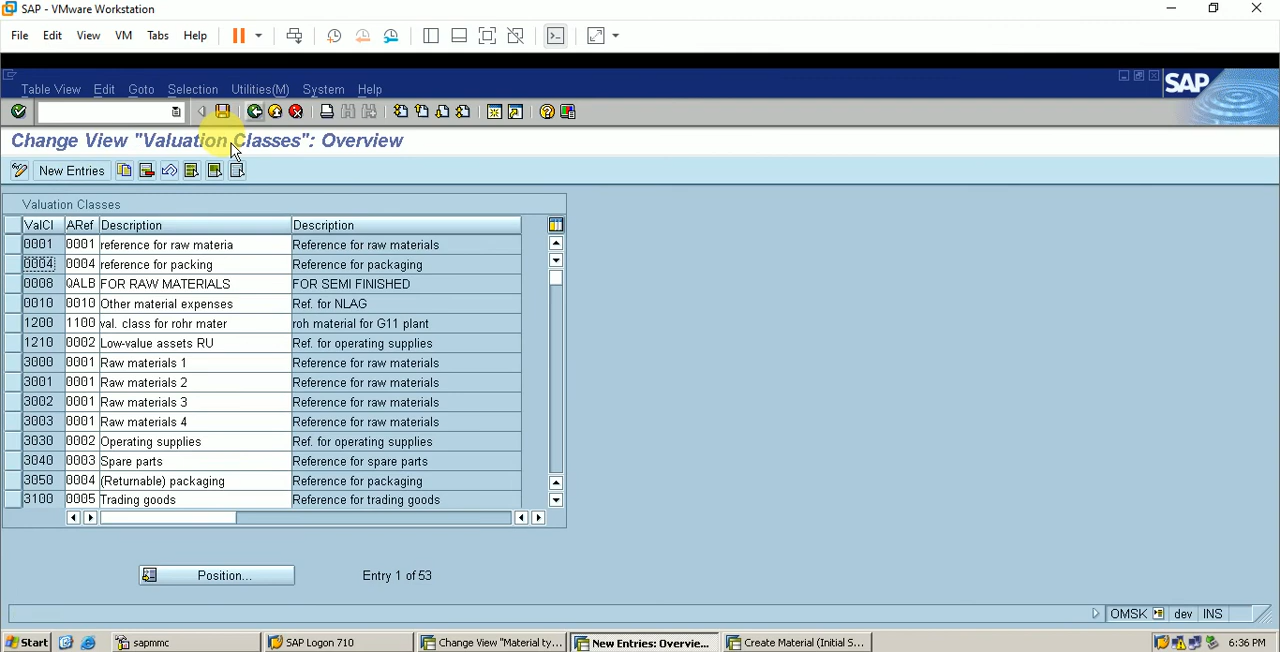 SAP - VMware Workstation
File Edit View VM Tabs Help
Table View Edit Goto Selection Utilities(M) System Help
SAP
Change View "Valuation Classes": Overview
New Entries
Valuation Classes
ValCl ARef Description Description
0001 0001 reference for raw materia Reference for raw materials
0004 0004 reference for packing Reference for packaging
0008 QALB FOR RAW MATERIALS FOR SEMI FINISHED
0010 0010 Other material expenses Ref. for NLAG
1200 1100 val. class for rohr mater roh material for G11 plant
1210 0002 Low-value assets RU Ref. for operating supplies
3000 0001 Raw materials 1 Reference for raw materials
3001 0001 Raw materials 2 Reference for raw materials
3002 0001 Raw materials 3 Reference for raw materials
3003 0001 Raw materials 4 Reference for raw materials
3030 0002 Operating supplies Ref. for operating supplies
3040 0003 Spare parts Reference for spare parts
3050 0004 (Returnable) packaging Reference for packaging
3100 0005 Trading goods Reference for trading goods
Position... Entry 1 of 53
OMSK dev INS
Start sapmmc SAP Logon 710 Change View "Material ty... New Entries: Overvie... Create Material (Initial S... 6:36 PM